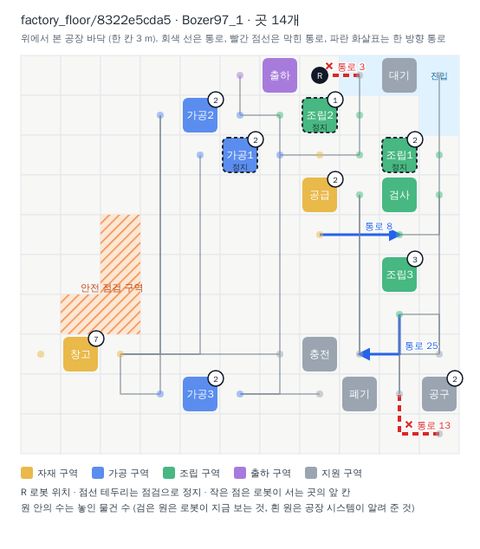 factory_floor/8322e5cda5 · Bozer97_1 · 곳 14개
위에서 본 공장 바닥 (한 칸 3 m). 회색 선은 통로, 빨간 점선은 막힌 통로, 파란 화살표는 한 방향 통로
출하
R
× 통로 3
대기
진입
가공2
2
조립2
1
정지
가공1
2
정지
조립1
2
정지
공급
2
검사
통로 8
조립3
3
안전 점검 구역
창고
7
충전
통로 25
가공3
2
폐기
공구
2
× 통로 13
자재 구역
가공 구역
조립 구역
출하 구역
지원 구역
R 로봇 위치 · 점선 테두리는 점검으로 정지 · 작은 점은 로봇이 서는 곳의 앞 칸
원 안의 수는 놓인 물건 수 (검은 원은 로봇이 지금 보는 것, 흰 원은 공장 시스템이 알려 준 것)